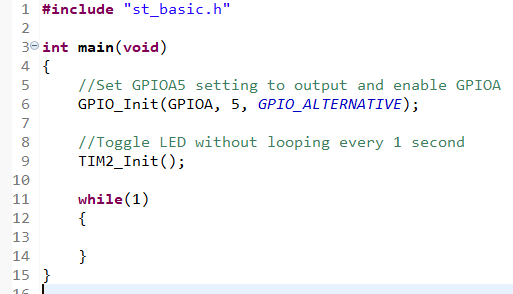 1 #include "st_basic.h"
2
3 int main(void)
4 {
5 //Set GPIOA5 setting to output and enable GPIOA
6 GPIO_Init(GPIOA, 5, GPIO_ALTERNATIVE);
7
8 //Toggle LED without looping every 1 second
9 TIM2_Init();
10
11 while(1)
12 {
13
14 }
15 }
16